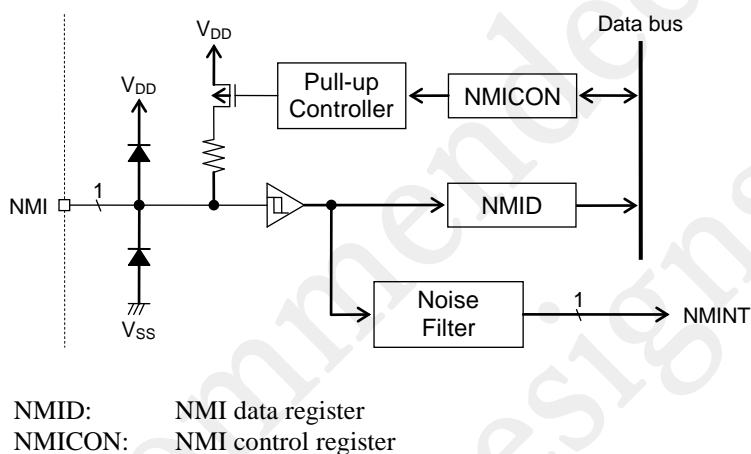 Data bus
VDD
VDD
Pull-up
Controller
NMICON
NMI
1
NMID
Noise
Filter
1
NMINT
VSS
NMID: NMI data register
NMICON: NMI control register